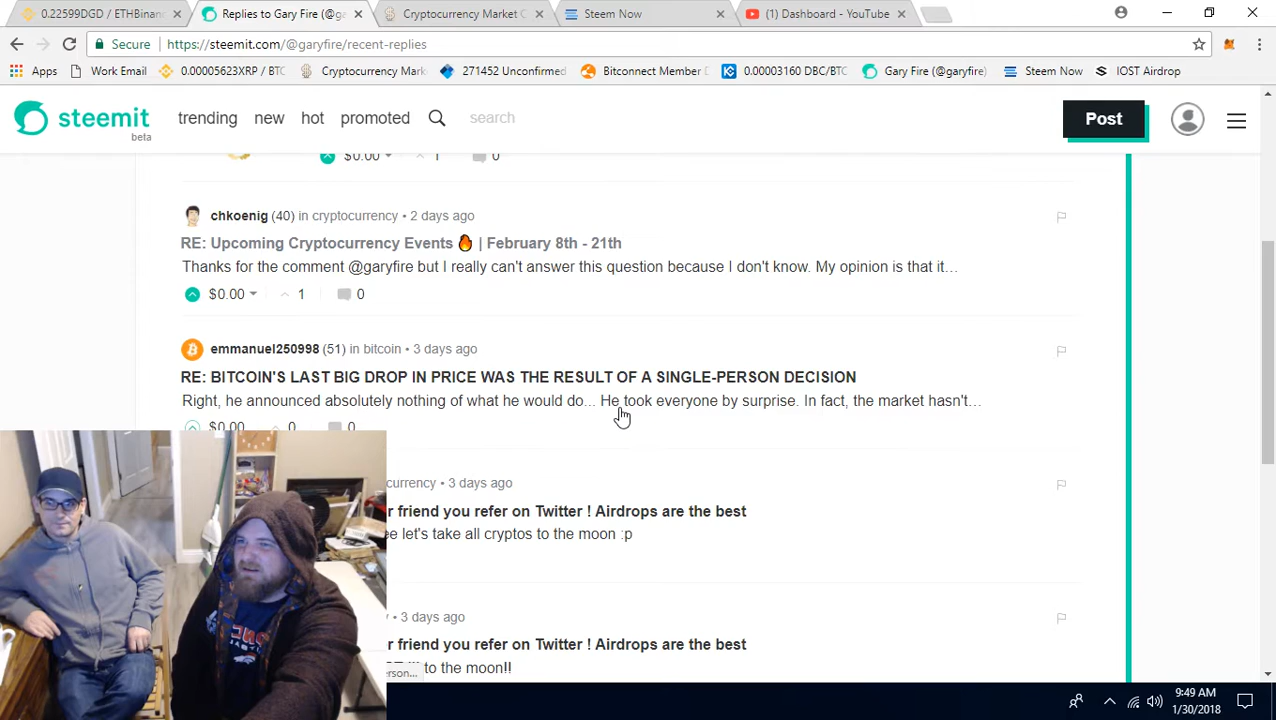 0.22599DGD / ETHBinan
Replies to Gary Fire (@ga
Cryptocurrency Market C
Steem Now
(1) Dashboard - YouTube
Secure
https://steemit.com/@garyfire/recent-replies
Apps
Work Email
0.00005623XRP / BTC
Cryptocurrency Mark
271452 Unconfirmed
Bitconnect Member D
0.00003160 DBC/BTC
Gary Fire (@garyfire)
Steem Now
IOST Airdrop
steemit
beta
trending
new
hot
promoted
search
Post
$0.00
1
0
chkoenig (40) in cryptocurrency • 2 days ago
RE: Upcoming Cryptocurrency Events 🔥 | February 8th - 21th
Thanks for the comment @garyfire but I really can't answer this question because I don't know. My opinion is that it…
$0.00
1
0
emmanuel250998 (51) in bitcoin • 3 days ago
RE: BITCOIN'S LAST BIG DROP IN PRICE WAS THE RESULT OF A SINGLE-PERSON DECISION
Right, he announced absolutely nothing of what he would do... He took everyone by surprise. In fact, the market hasn't…
$0.00
0
0
currency • 3 days ago
r friend you refer on Twitter ! Airdrops are the best
ee let's take all cryptos to the moon :p
• 3 days ago
r friend you refer on Twitter ! Airdrops are the best
to the moon!!
erson...
9:49 AM
1/30/2018